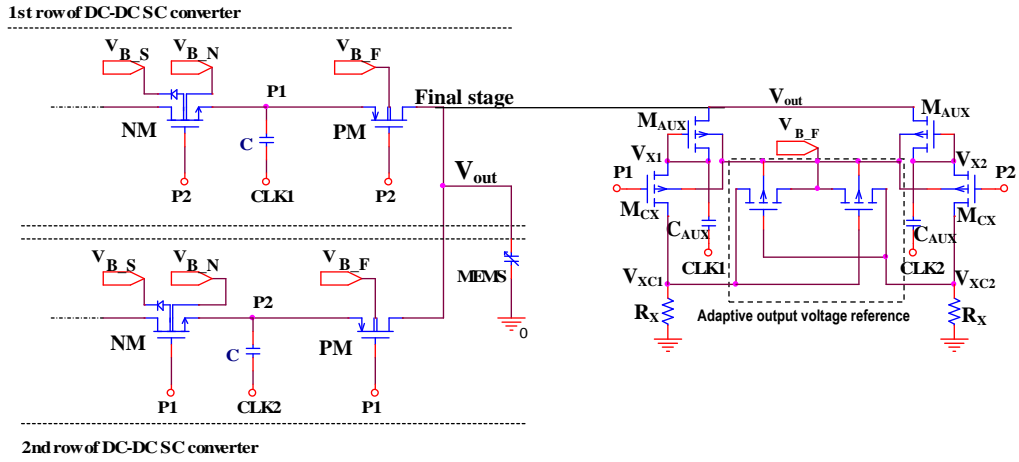 1st row of DC-DC SC converter
V_B_S
V_B_N
V_B_F
P1
Final stage
NM
C
PM
P2
CLK1
P2
V_out
MEMS
0
V_B_S
V_B_N
V_B_F
P2
NM
C
PM
P1
CLK2
P1
2nd row of DC-DC SC converter
V_out
M_AUX
M_AUX
V_B_F
V_X1
V_X2
P1
P2
M_CX
M_CX
C_AUX
C_AUX
CLK1
CLK2
V_XC1
V_XC2
R_X
R_X
Adaptive output voltage reference